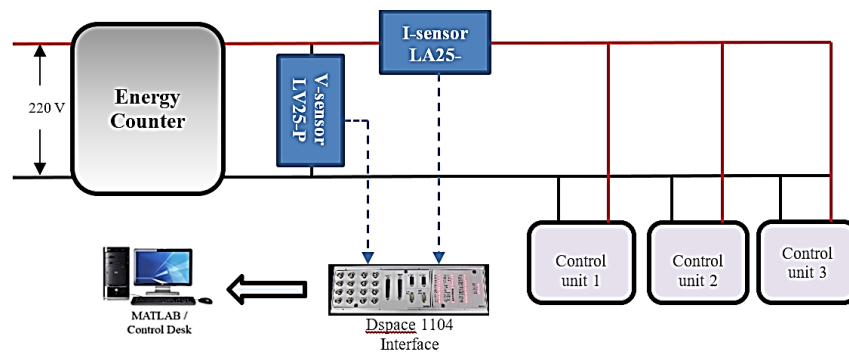 I-sensor
LA25-
220 V
Energy
Counter
V-sensor
LV25-P
Control
unit 1
Control
unit 2
Control
unit 3
MATLAB /
Control Desk
Dspace 1104
Interface